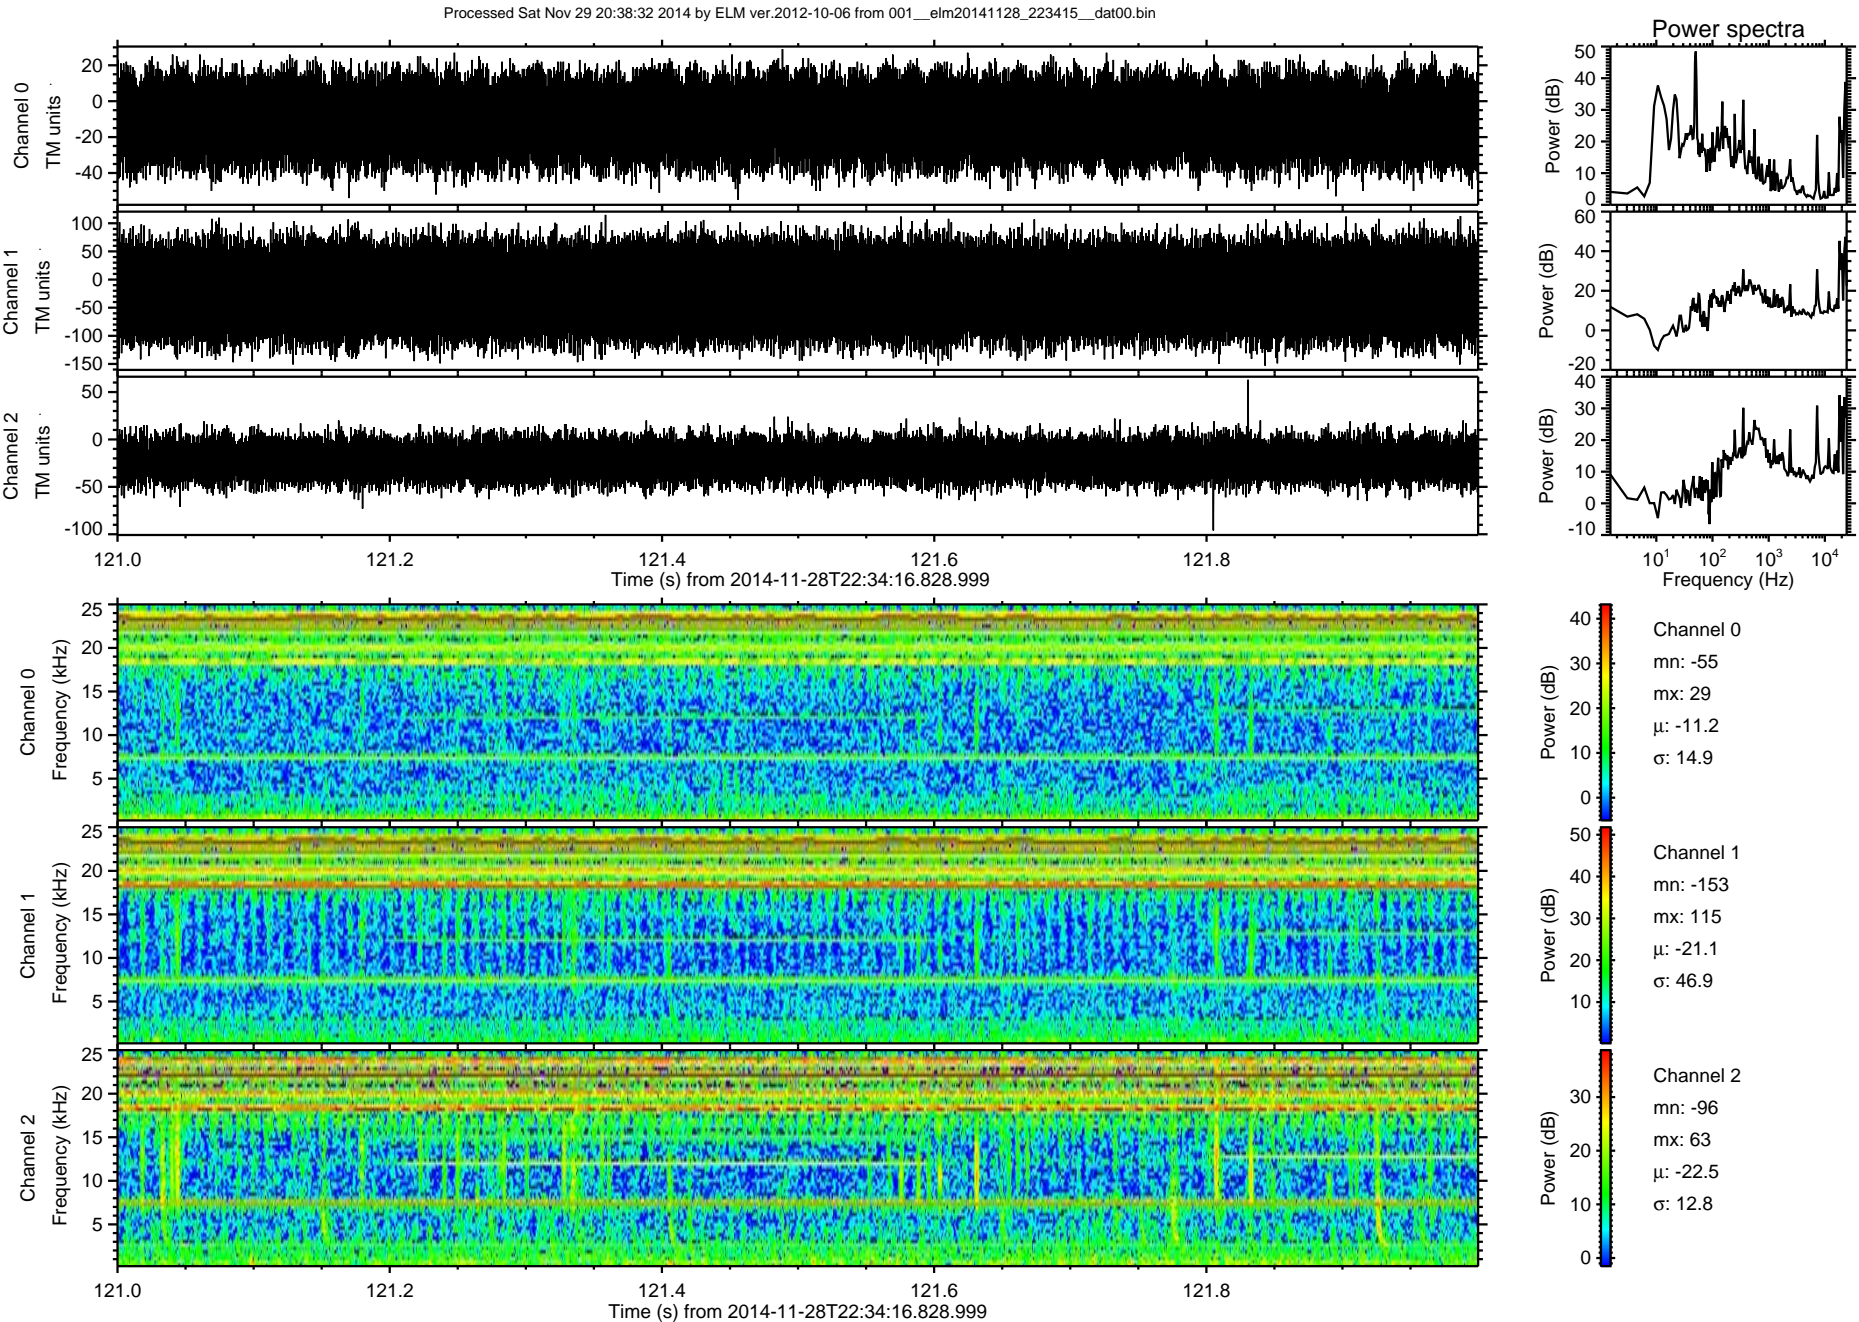 Processed Sat Nov 29 20:38:32 2014 by ELM ver.2012-10-06 from 001__elm20141128_223415__dat00.bin
Power spectra
Channel 0
TM units
20
0
-20
-40
Power (dB)
50
40
30
20
10
0
Channel 1
TM units
100
50
0
-50
-100
-150
Power (dB)
60
40
20
0
-20
Channel 2
TM units
50
0
-50
-100
Power (dB)
40
30
20
10
0
-10
121.0 121.2 121.4 121.6 121.8
Time (s) from 2014-11-28T22:34:16.828.999
10^1 10^2 10^3 10^4
Frequency (Hz)
Channel 0
Frequency (kHz)
25
20
15
10
5
Power (dB)
40
30
20
10
0
Channel 0
mn: -55
mx: 29
μ: -11.2
σ: 14.9
Channel 1
Frequency (kHz)
25
20
15
10
5
Power (dB)
50
40
30
20
10
Channel 1
mn: -153
mx: 115
μ: -21.1
σ: 46.9
Channel 2
Frequency (kHz)
25
20
15
10
5
Power (dB)
30
20
10
0
Channel 2
mn: -96
mx: 63
μ: -22.5
σ: 12.8
121.0 121.2 121.4 121.6 121.8
Time (s) from 2014-11-28T22:34:16.828.999